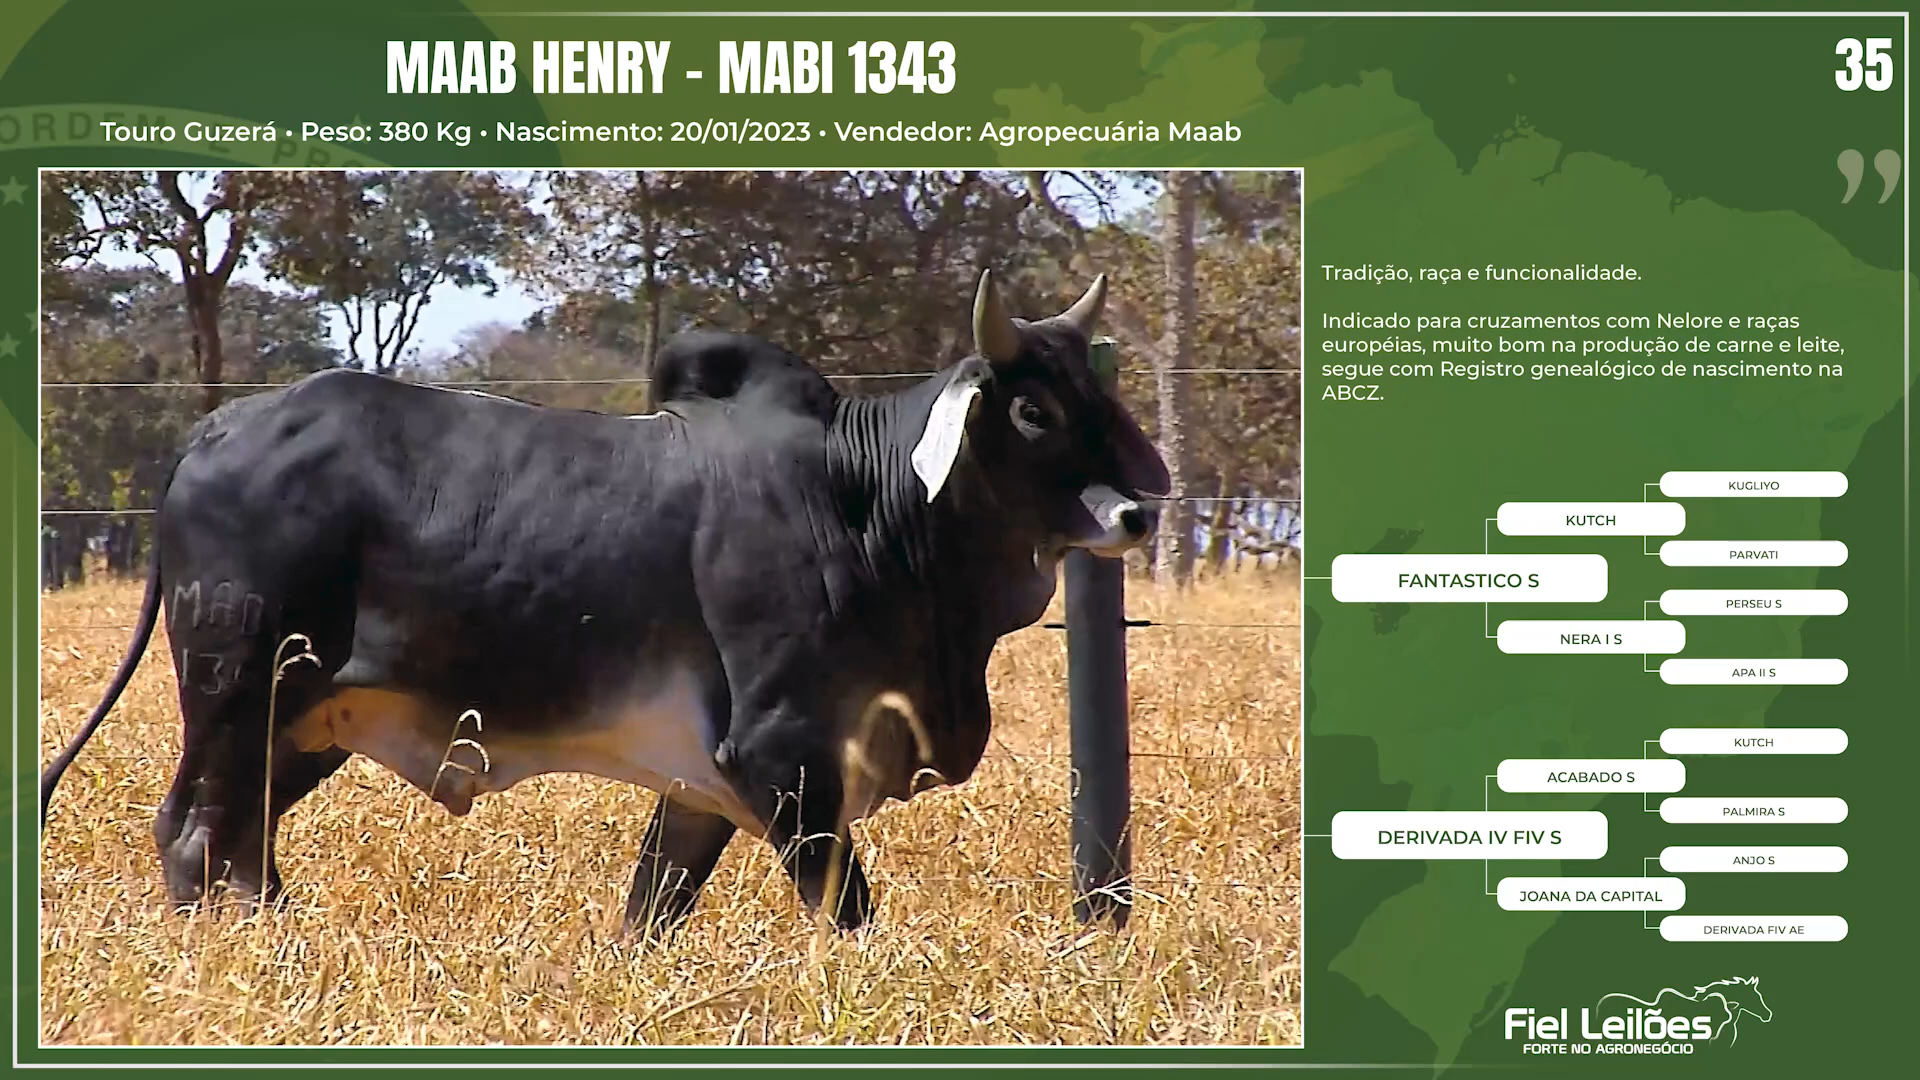 MAAB HENRY - MABI 1343
35
Touro Guzerá • Peso: 380 Kg • Nascimento: 20/01/2023 • Vendedor: Agropecuária Maab
ORDEM E PRO
”
Tradição, raça e funcionalidade.
Indicado para cruzamentos com Nelore e raças
européias, muito bom na produção de carne e leite,
segue com Registro genealógico de nascimento na
ABCZ.
KUGLIYO
KUTCH
PARVATI
FANTASTICO S
PERSEU S
NERA I S
APA II S
KUTCH
ACABADO S
PALMIRA S
DERIVADA IV FIV S
ANJO S
JOANA DA CAPITAL
DERIVADA FIV AE
Fiel Leilões
FORTE NO AGRONEGÓCIO